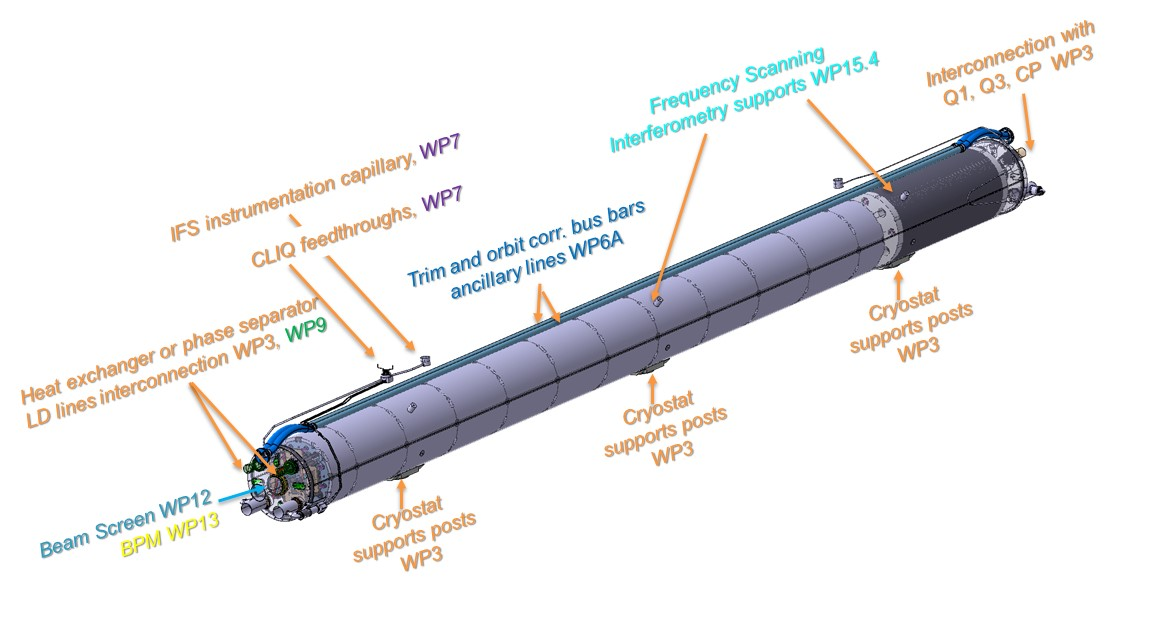 Frequency Scanning
Interferometry supports WP15.4
Interconnection with
Q1, Q3, CP WP3
IFS instrumentation capillary, WP7
CLIQ feedthroughs, WP7
Trim and orbit corr. bus bars
ancillary lines WP6A
Heat exchanger or phase separator
LD lines interconnection WP3, WP9
Cryostat
supports posts
WP3
Cryostat
supports posts
WP3
Cryostat
supports posts
WP3
Beam Screen WP12
BPM WP13